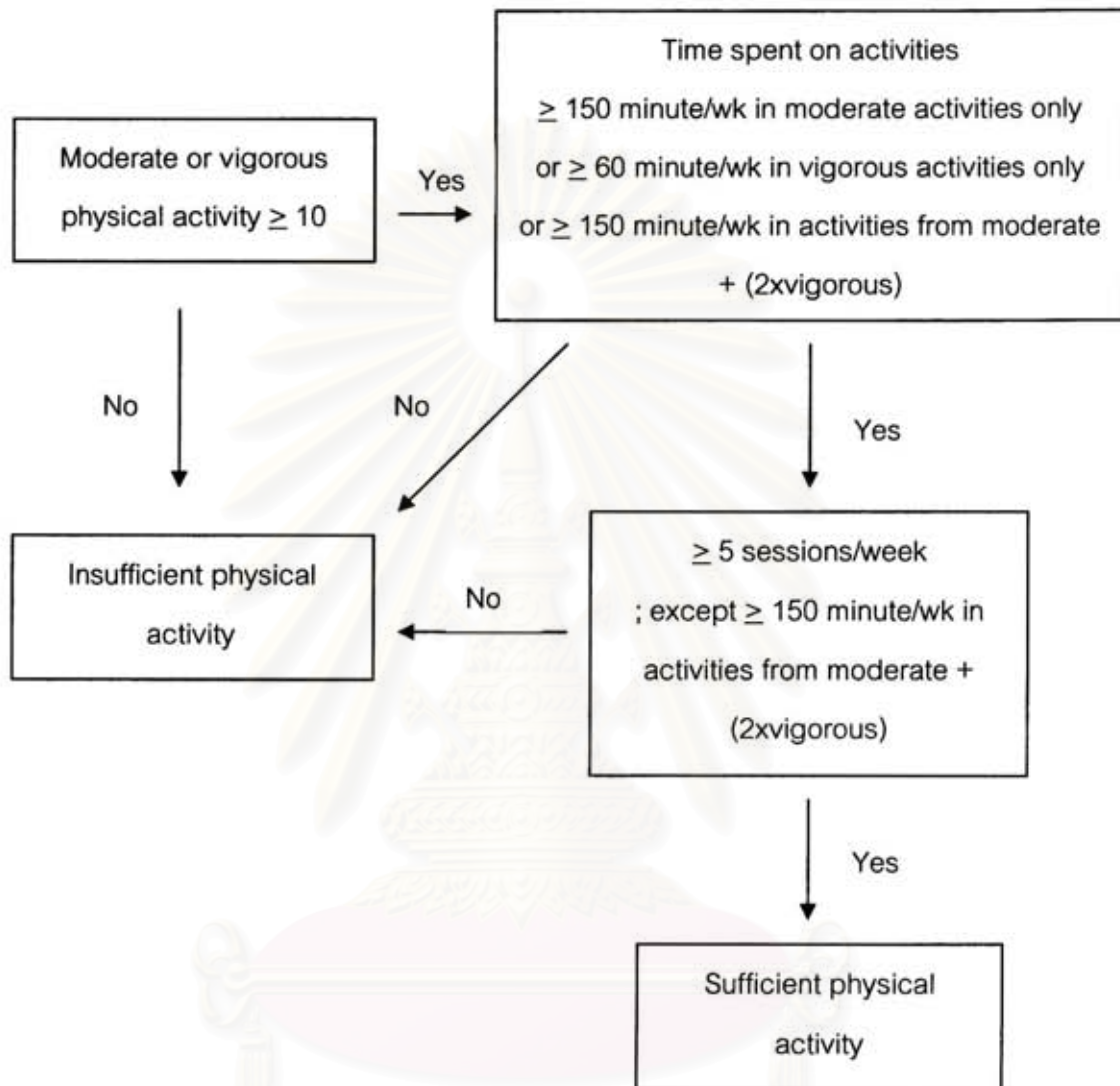 Time spent on activities
≥ 150 minute/wk in moderate activities only
or ≥ 60 minute/wk in vigorous activities only
or ≥ 150 minute/wk in activities from moderate
+ (2xvigorous)
Moderate or vigorous
physical activity ≥ 10
Yes
No
No
Yes
Insufficient physical
activity
No
≥ 5 sessions/week
; except ≥ 150 minute/wk in
activities from moderate +
(2xvigorous)
Yes
Sufficient physical
activity